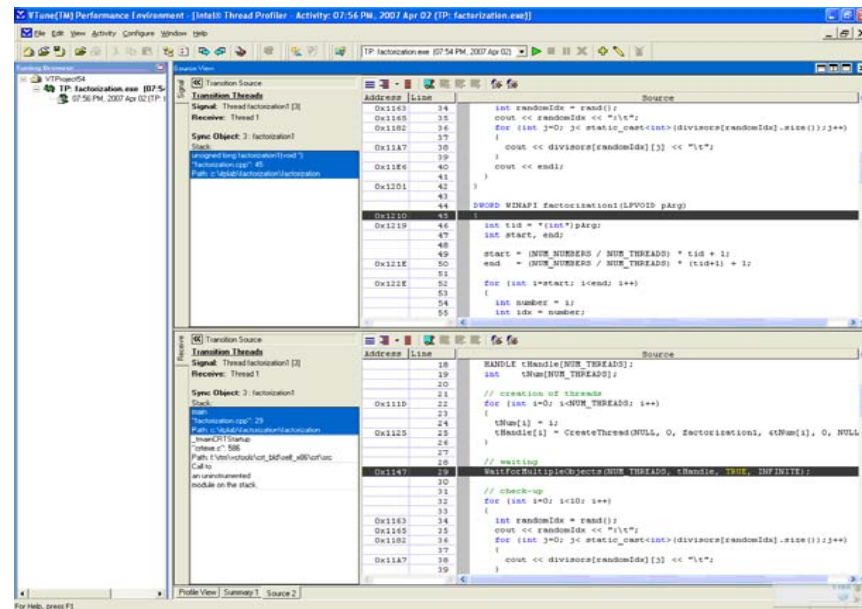 VTune(TM) Performance Environment - [Intel® Thread Profiler - Activity: 07:56 PM, 2007 Apr 02 (TP: factorization.exe)]
File Edit View Activity Configure Window Help
TP: factorization.exe (07:54 PM, 2007 Apr 02)
Tuning Browser
VTProject54
TP: factorization.exe [07:5
07:56 PM, 2007 Apr 02 (TP: f
Source View
Signal
Transition Source
Transition Threads
Signal: Thread factorization1 [3]
Receive: Thread 1
Sync Object: 3 : factorization1
Stack:
unsigned long factorization1(void *)
"factorization.cpp": 45
Path: c:\vtplab\factorization\factorization
Address Line Source
0x1163 34 int randomIdx = rand();
0x1165 35 cout << randomIdx << ":\t";
0x1182 36 for (int j=0; j< static_cast<int>(divisors[randomIdx].size());j++)
37 {
0x11A7 38 cout << divisors[randomIdx][j] << "\t";
39 }
0x11E6 40 cout << endl;
41 }
0x1201 42 }
43
44 DWORD WINAPI factorization1(LPVOID pArg)
0x1210 45 {
0x1219 46 int tid = *(int*)pArg;
47 int start, end;
48
49 start = (NUM_NUMBERS / NUM_THREADS) * tid + 1;
0x121E 50 end = (NUM_NUMBERS / NUM_THREADS) * (tid+1) + 1;
51
0x122E 52 for (int i=start; i<end; i++)
53 {
54 int number = i;
55 int idx = number;
Receive
Transition Source
Transition Threads
Signal: Thread factorization1 [3]
Receive: Thread 1
Sync Object: 3 : factorization1
Stack:
main
"factorization.cpp": 29
_tmainCRTStartup
"crtexe.c": 586
Call to
an uninstrumented
module on the stack.
Address Line Source
18 HANDLE tHandle[NUM_THREADS];
19 int tNum[NUM_THREADS];
20
21 // creation of threads
0x111D 22 for (int i=0; i<NUM_THREADS; i++)
23 {
24 tNum[i] = i;
0x1125 25 tHandle[i] = CreateThread(NULL, 0, factorization1, &tNum[i], 0, NULL
26 }
27
28 // waiting
0x1147 29 WaitForMultipleObjects(NUM_THREADS, tHandle, TRUE, INFINITE);
30
31 // check-up
32 for (int i=0; i<10; i++)
33 {
0x1163 34 int randomIdx = rand();
0x1165 35 cout << randomIdx << ":\t";
0x1182 36 for (int j=0; j< static_cast<int>(divisors[randomIdx].size());j++)
37 {
0x11A7 38 cout << divisors[randomIdx][j] << "\t";
39 }
Profile View Summary 1 Source 2
For Help, press F1